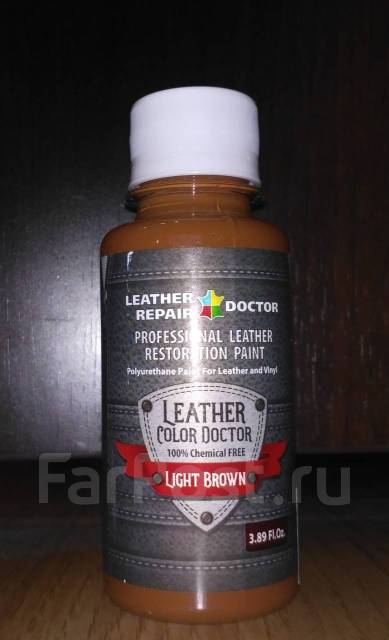 LEATHER REPAIR DOCTOR
PROFESSIONAL LEATHER
RESTORATION PAINT
Polyurethane Paint For Leather and Vinyl
LEATHER
COLOR DOCTOR
100% Chemical FREE
LIGHT BROWN
FarPost.ru
3.89 Fl.Oz.